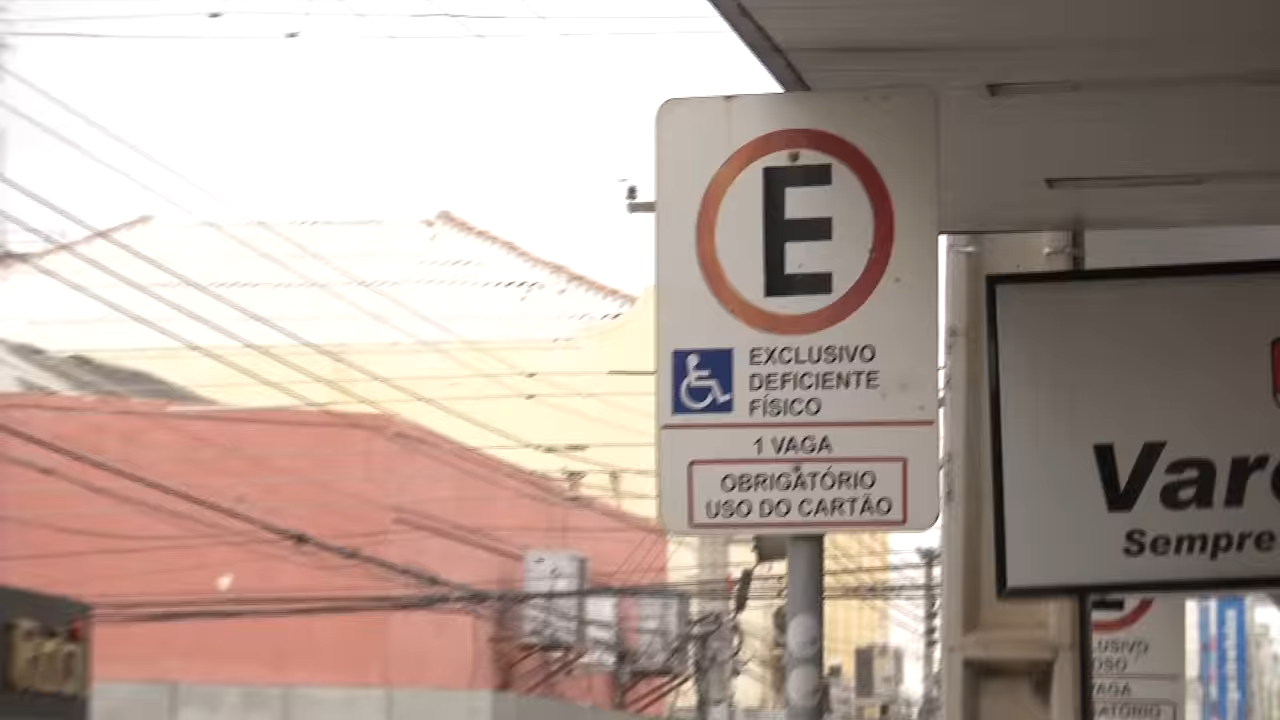 E
EXCLUSIVO
DEFICIENTE
FÍSICO
1 VAGA
OBRIGATÓRIO
USO DO CARTÃO
Sempre